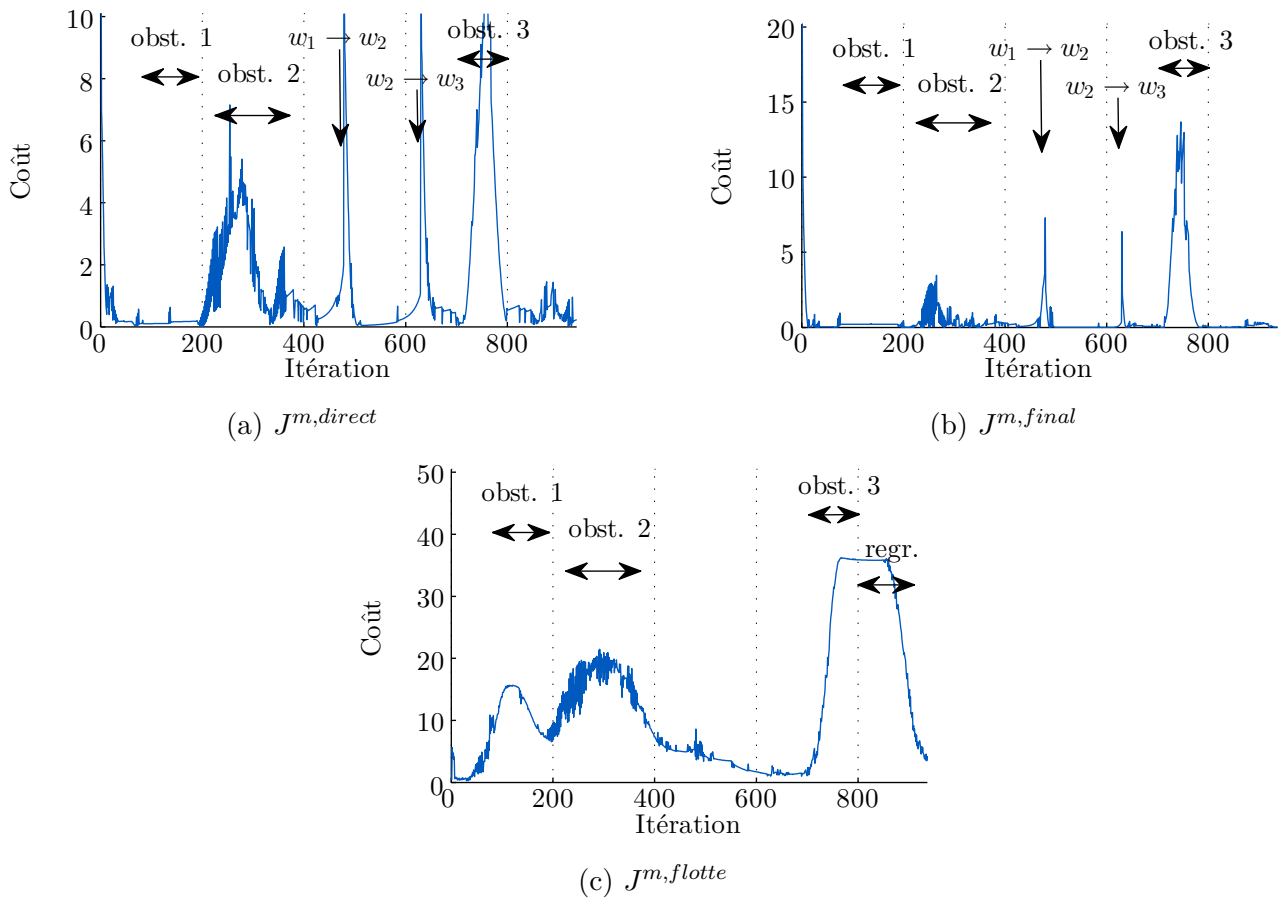 10
8
6
4
2
0
0
200
400
600
800
Coût
Itération
obst. 1
obst. 2
w₁ → w₂
w₂ → w₃
obst. 3
(a) J^{m,direct}
20
15
10
5
0
0
200
400
600
800
Coût
Itération
obst. 1
obst. 2
w₁ → w₂
w₂ → w₃
obst. 3
(b) J^{m,final}
50
40
30
20
10
0
0
200
400
600
800
Coût
Itération
obst. 1
obst. 2
obst. 3
regr.
(c) J^{m,flotte}